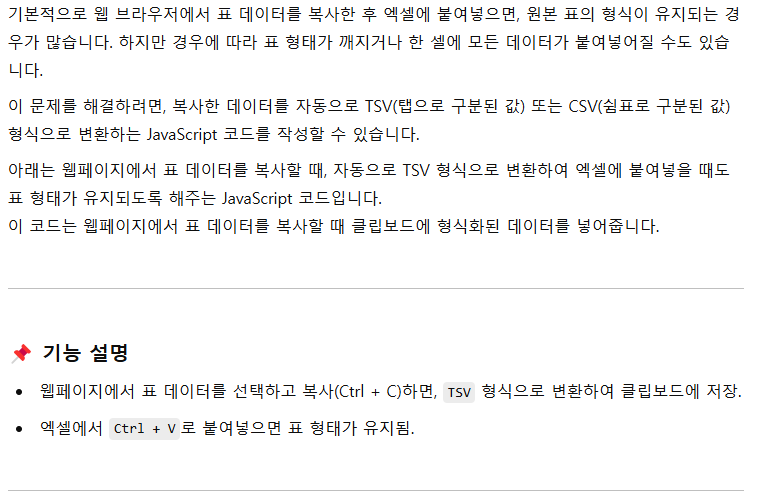 기본적으로 웹 브라우저에서 표 데이터를 복사한 후 엑셀에 붙여넣으면, 원본 표의 형식이 유지되는 경
우가 많습니다. 하지만 경우에 따라 표 형태가 깨지거나 한 셀에 모든 데이터가 붙여넣어질 수도 있습
니다.
이 문제를 해결하려면, 복사한 데이터를 자동으로 TSV(탭으로 구분된 값) 또는 CSV(쉼표로 구분된 값)
형식으로 변환하는 JavaScript 코드를 작성할 수 있습니다.
아래는 웹페이지에서 표 데이터를 복사할 때, 자동으로 TSV 형식으로 변환하여 엑셀에 붙여넣을 때도
표 형태가 유지되도록 해주는 JavaScript 코드입니다.
이 코드는 웹페이지에서 표 데이터를 복사할 때 클립보드에 형식화된 데이터를 넣어줍니다.
📌 기능 설명
• 웹페이지에서 표 데이터를 선택하고 복사(Ctrl + C)하면, TSV 형식으로 변환하여 클립보드에 저장.
• 엑셀에서 Ctrl + V로 붙여넣으면 표 형태가 유지됨.